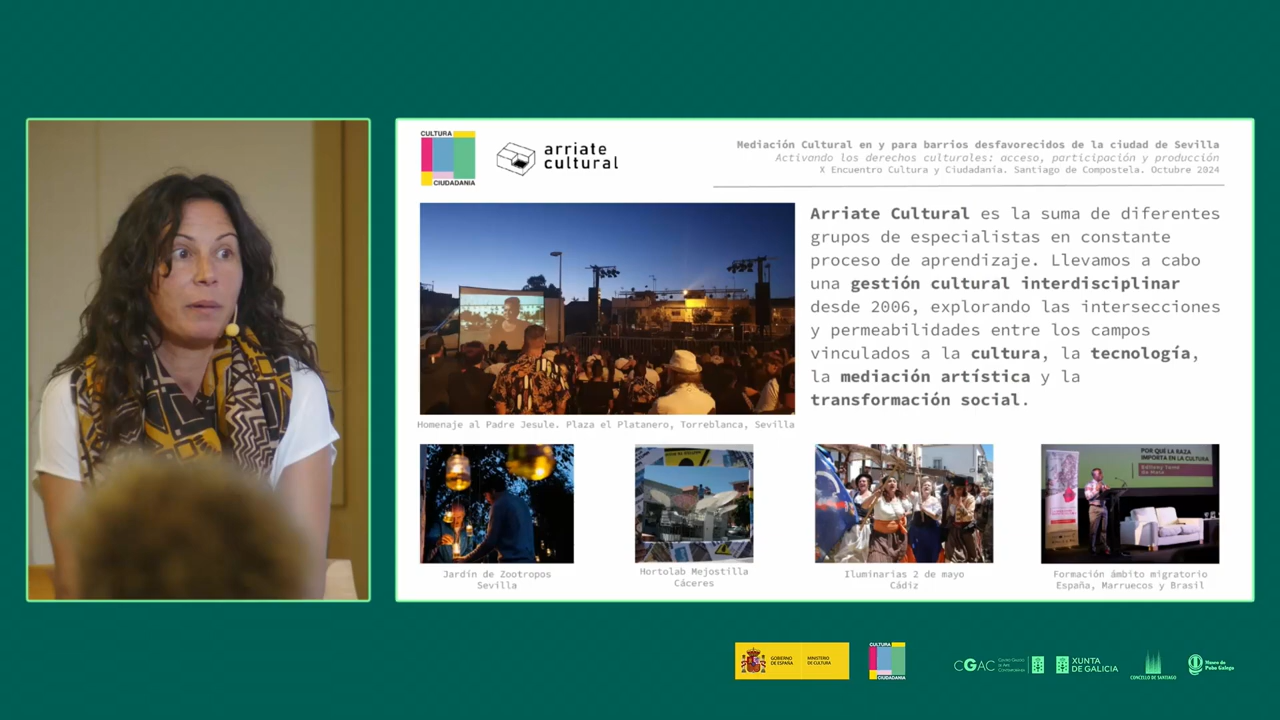 CULTURA
CIUDADANIA
arriate
cultural
Mediación Cultural en y para barrios desfavorecidos de la ciudad de Sevilla
Activando los derechos culturales: acceso, participación y producción
X Encuentro Cultura y Ciudadanía. Santiago de Compostela. Octubre 2024
Arriate Cultural es la suma de diferentes
grupos de especialistas en constante
proceso de aprendizaje. Llevamos a cabo
una gestión cultural interdisciplinar
desde 2006, explorando las intersecciones
y permeabilidades entre los campos
vinculados a la cultura, la tecnología,
la mediación artística y la
transformación social.
Homenaje al Padre Jesule. Plaza el Platanero, Torreblanca, Sevilla
Jardín de Zootropos
Sevilla
Hortolab Mejostilla
Cáceres
Iluminarias 2 de mayo
Cádiz
POR QUÉ LA RAZA
IMPORTA EN LA CULTURA
Formación ámbito migratorio
España, Marruecos y Brasil
GOBIERNO
DE ESPAÑA
MINISTERIO
DE CULTURA
CULTURA
CIUDADANIA
CGAC
XUNTA
DE GALICIA
CONCELLO DE SANTIAGO
Museo do
Pobo Galego